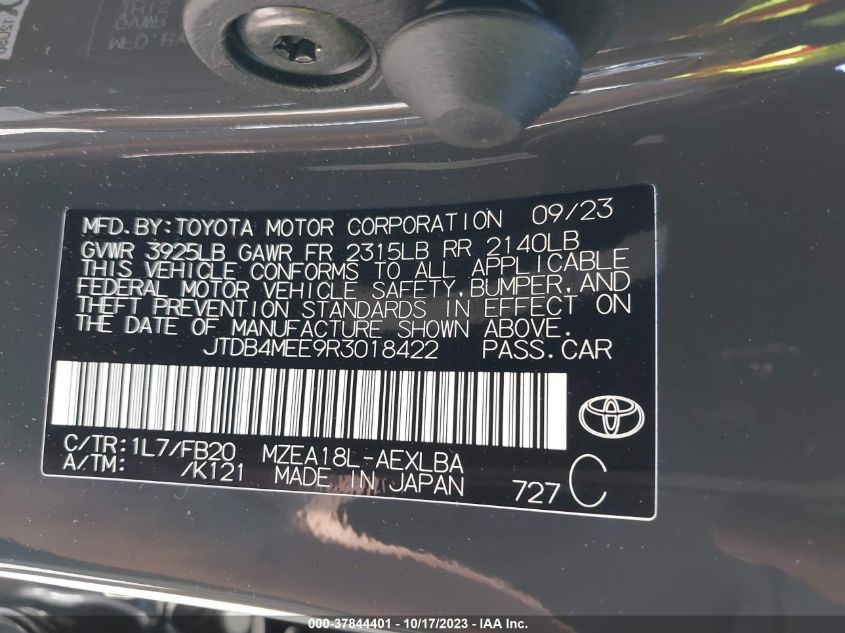 MFD.BY:TOYOTA MOTOR CORPORATION 09/23
GVWR 3925LB GAWR FR 2315LB RR 2140LB
THIS VEHICLE CONFORMS TO ALL APPLICABLE
FEDERAL MOTOR VEHICLE SAFETY,BUMPER,AND
THEFT PREVENTION STANDARDS IN EFFECT ON
THE DATE OF MANUFACTURE SHOWN ABOVE.
JTDB4MEE9R3018422 PASS.CAR
C/TR:1L7/FB20 MZEA18L-AEXLBA
A/TM: /K121 MADE IN JAPAN
727 C
000-37844401 - 10/17/2023 - IAA Inc.